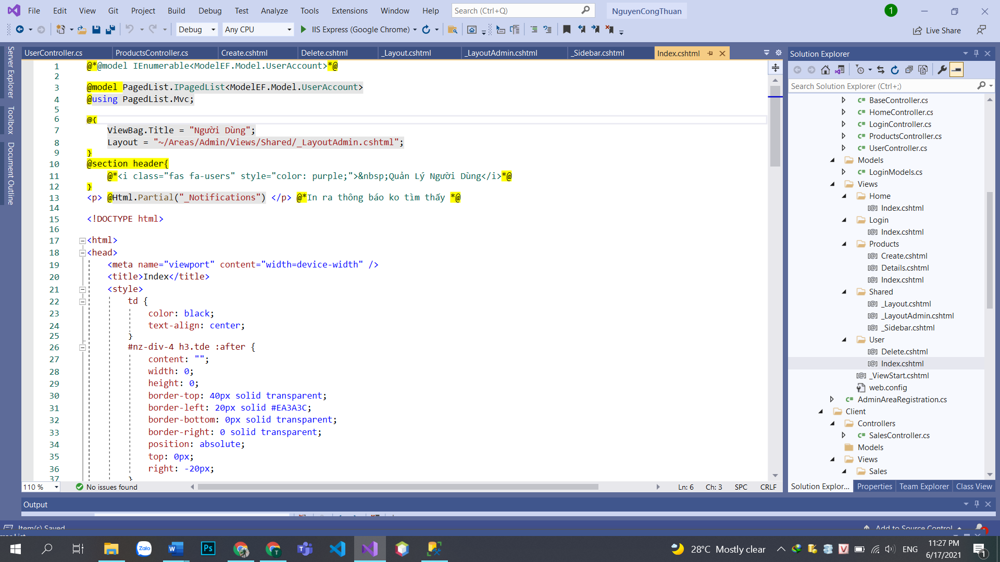 File Edit View Git Project Build Debug Test Analyze Tools Extensions Window Help Search (Ctrl+Q) NguyenCongThuan 1
Debug Any CPU IIS Express (Google Chrome) Live Share
UserController.cs ProductsController.cs Create.cshtml Delete.cshtml _Layout.cshtml _LayoutAdmin.cshtml _Sidebar.cshtml Index.cshtml
Server Explorer
Toolbox
Document Outline
1 @*@model IEnumerable<ModelEF.Model.UserAccount>*@
2
3 @model PagedList.IPagedList<ModelEF.Model.UserAccount>
4 @using PagedList.Mvc;
5
6 @{
7 ViewBag.Title = "Người Dùng";
8 Layout = "~/Areas/Admin/Views/Shared/_LayoutAdmin.cshtml";
9 }
10 @section header{
11 @*<i class="fas fa-users" style="color: purple;">&nbsp;Quản Lý Người Dùng</i>*@
12 }
13 <p> @Html.Partial("_Notifications") </p> @*In ra thông báo ko tìm thấy *@
14
15 <!DOCTYPE html>
16
17 <html>
18 <head>
19 <meta name="viewport" content="width=device-width" />
20 <title>Index</title>
21 <style>
22 td {
23 color: black;
24 text-align: center;
25 }
26 #nz-div-4 h3.tde :after {
27 content: "";
28 width: 0;
29 height: 0;
30 border-top: 40px solid transparent;
31 border-left: 20px solid #EA3A3C;
32 border-bottom: 0px solid transparent;
33 border-right: 0 solid transparent;
34 position: absolute;
35 top: 0px;
36 right: -20px;
37 }
110 % No issues found Ln: 6 Ch: 3 SPC CRLF
Solution Explorer
Search Solution Explorer (Ctrl+;)
C# BaseController.cs
C# HomeController.cs
C# LoginController.cs
C# ProductsController.cs
C# UserController.cs
Models
C# LoginModels.cs
Views
Home
[@] Index.cshtml
Login
[@] Index.cshtml
Products
[@] Create.cshtml
[@] Details.cshtml
[@] Index.cshtml
Shared
[@] _Layout.cshtml
[@] _LayoutAdmin.cshtml
[@] _Sidebar.cshtml
User
[@] Delete.cshtml
[@] Index.cshtml
[@] _ViewStart.cshtml
web.config
C# AdminAreaRegistration.cs
Client
Controllers
C# SalesController.cs
Models
Views
Sales
Solution Explor... Properties Team Explorer Class View
Output
Item(s) Saved Add to Source Control
Zalo W Ps T V 28°C Mostly clear ENG 11:27 PM
6/17/2021 1